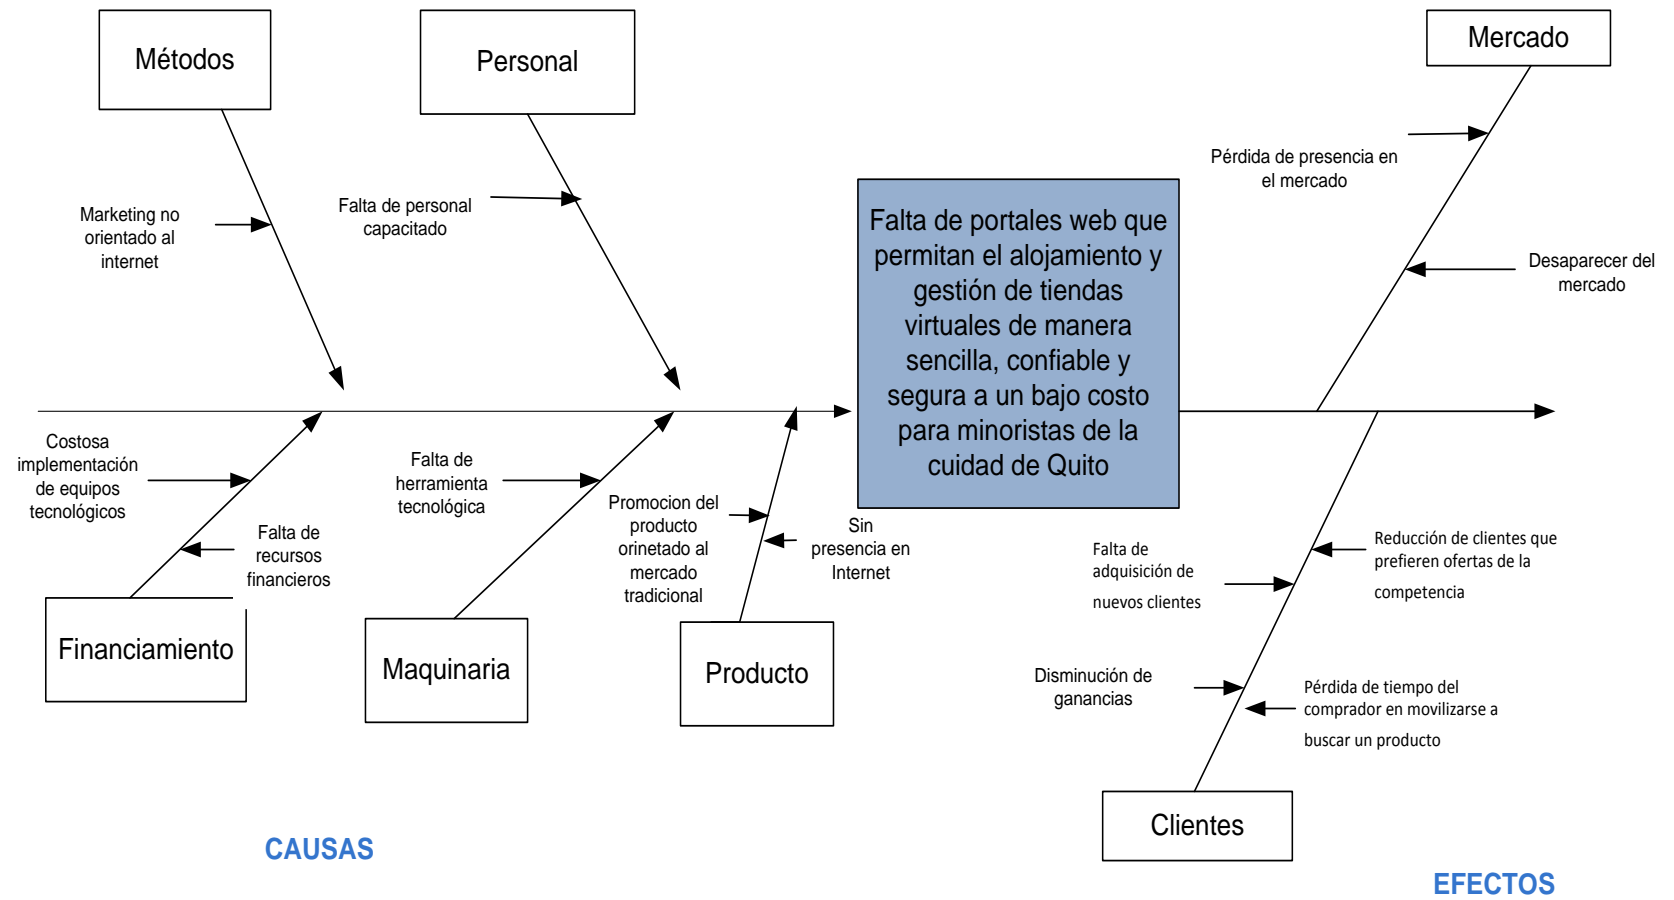 Métodos
Personal
Mercado
Marketing no
orientado al
internet
Falta de personal
capacitado
Pérdida de presencia en
el mercado
Desaparecer del
mercado
Falta de portales web que
permitan el alojamiento y
gestión de tiendas
virtuales de manera
sencilla, confiable y
segura a un bajo costo
para minoristas de la
cuidad de Quito
Costosa
implementación
de equipos
tecnológicos
Falta de
recursos
financieros
Falta de
herramienta
tecnológica
Promocion del
producto
orinetado al
mercado
tradicional
Sin
presencia en
Internet
Financiamiento
Maquinaria
Producto
Falta de
adquisición de
nuevos clientes
Reducción de clientes que
prefieren ofertas de la
competencia
Disminución de
ganancias
Pérdida de tiempo del
comprador en movilizarse a
buscar un producto
Clientes
CAUSAS
EFECTOS